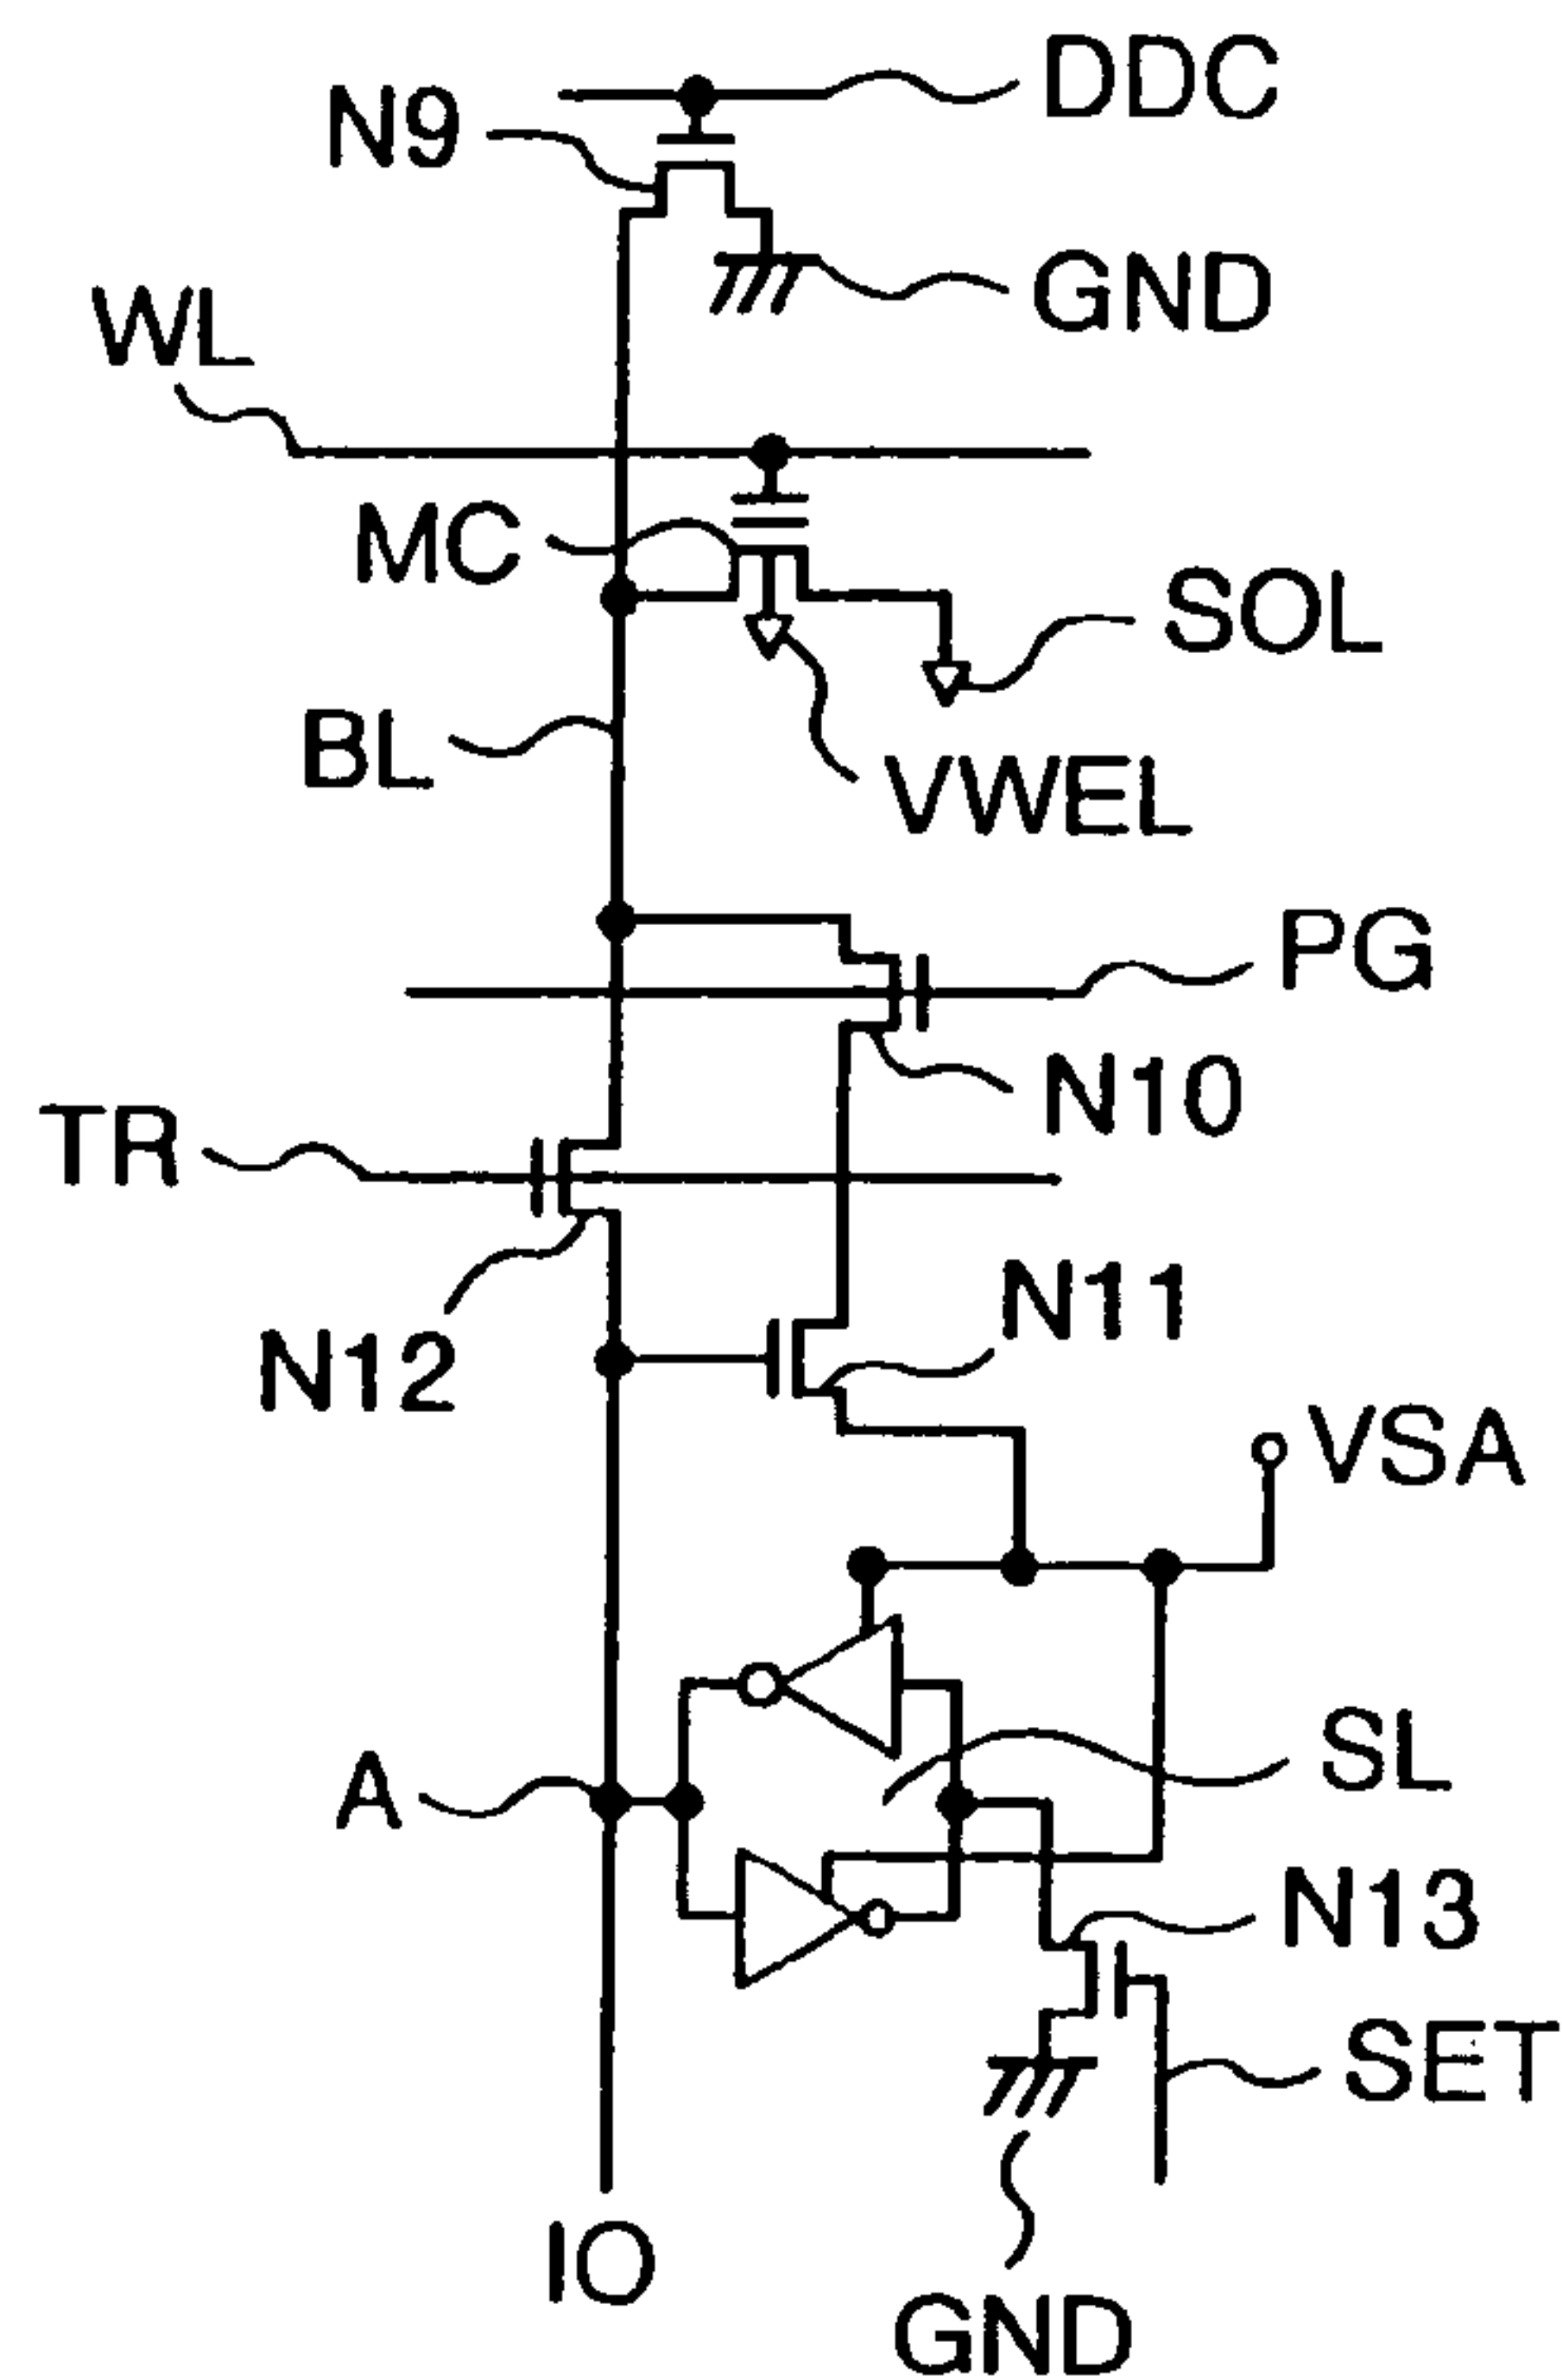 DDC
N9
GND
WL
MC
SOL
BL
VWEL
PG
N10
TR
N11
N12
VSA
SL
A
N13
SET
IO
GND